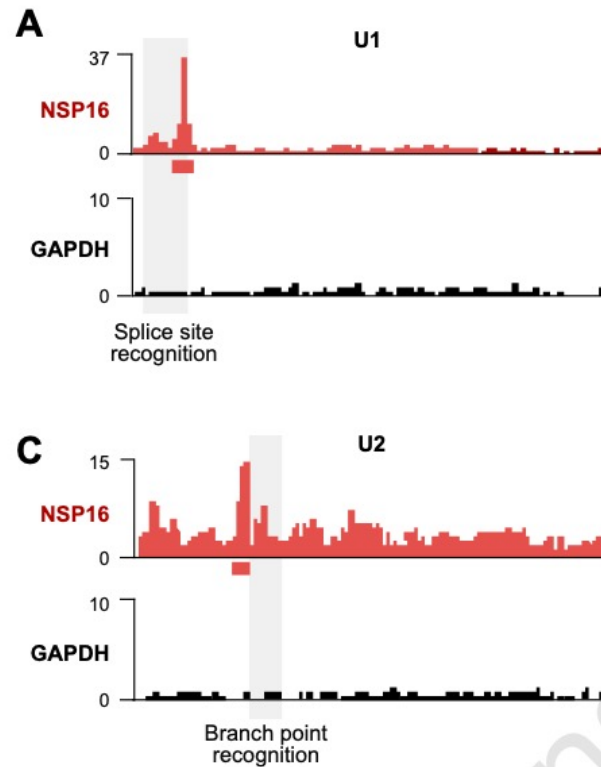 A
U1
37
NSP16
0
10
GAPDH
0
Splice site
recognition
C
U2
15
NSP16
0
10
GAPDH
0
Branch point
recognition